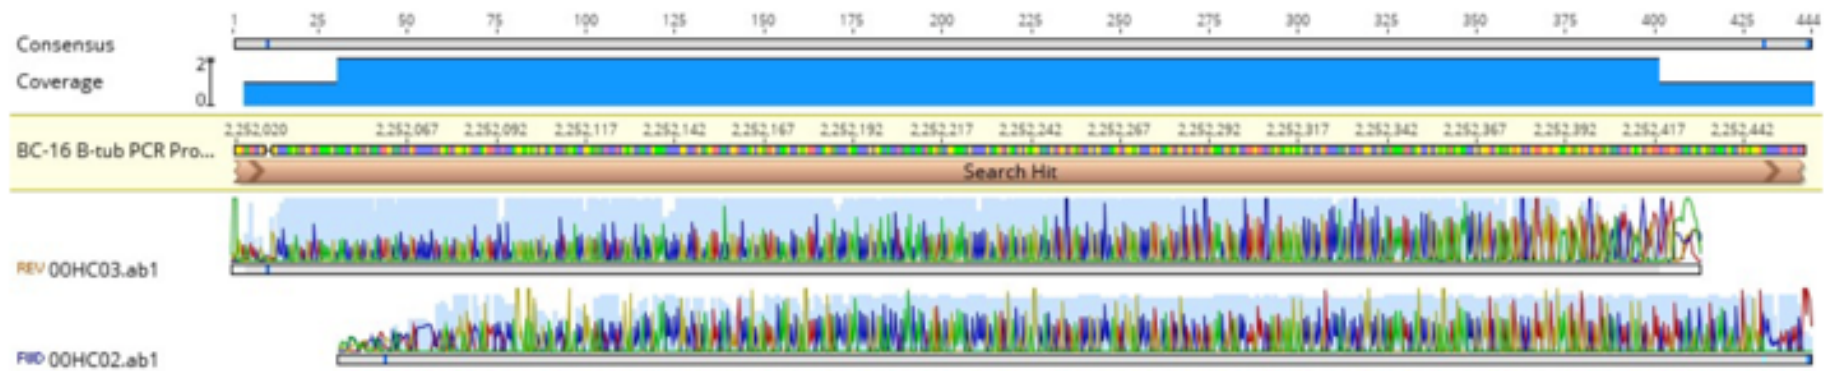 1 25 50 75 100 125 150 175 200 225 250 275 300 325 350 375 400 425 444
Consensus
2
Coverage
0
2,252,020 2,252,067 2,252,092 2,252,117 2,252,142 2,252,167 2,252,192 2,252,217 2,252,242 2,252,267 2,252,292 2,252,317 2,252,342 2,252,367 2,252,392 2,252,417 2,252,442
BC-16 B-tub PCR Pro...
Search Hit
REV 00HC03.ab1
FWD 00HC02.ab1